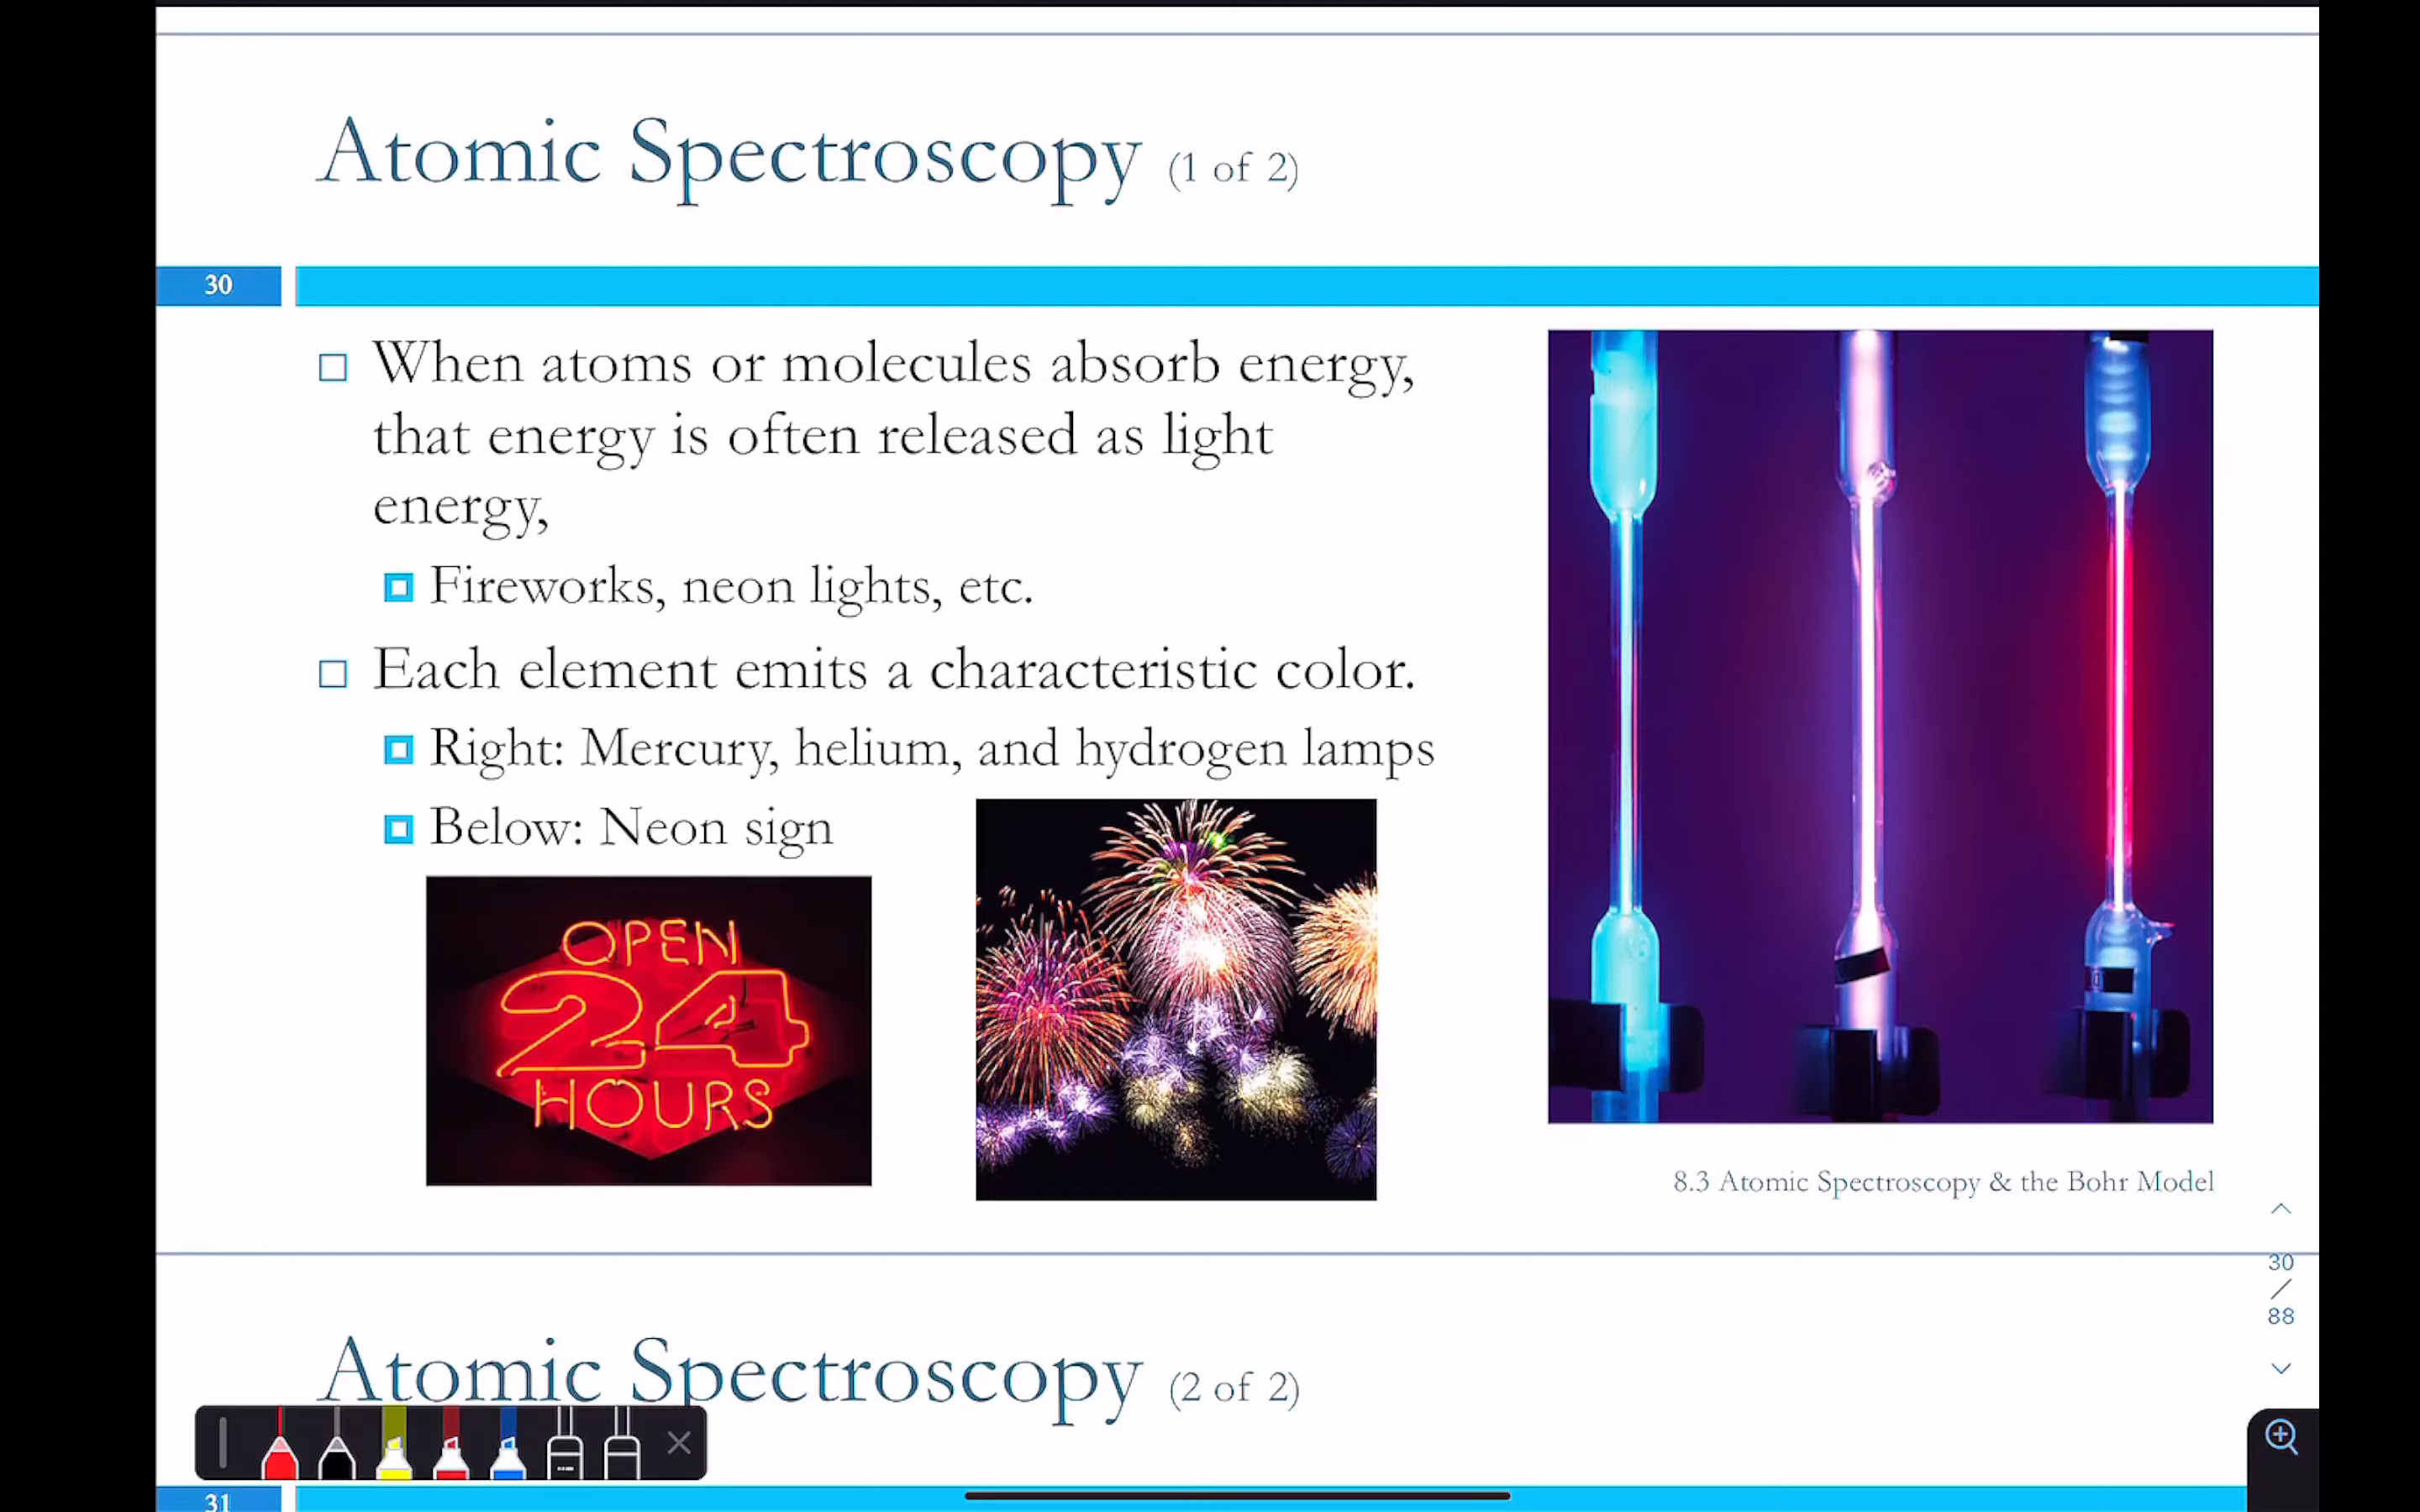 Atomic Spectroscopy (1 of 2)
30
When atoms or molecules absorb energy,
that energy is often released as light
energy,
Fireworks, neon lights, etc.
Each element emits a characteristic color.
Right: Mercury, helium, and hydrogen lamps
Below: Neon sign
OPEN
24
HOURS
8.3 Atomic Spectroscopy & the Bohr Model
30
/
88
Atomic Spectroscopy (2 of 2)
31